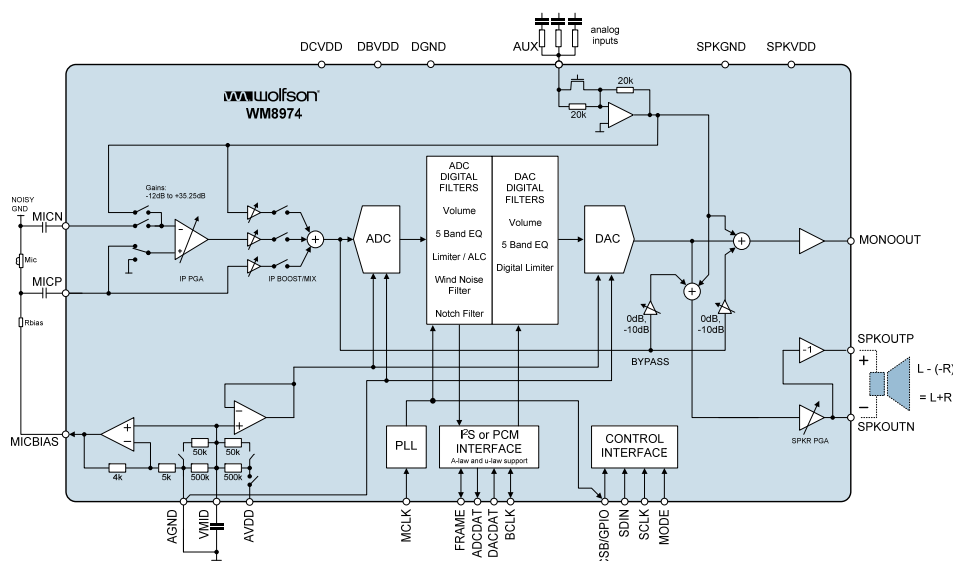 analog
inputs
DCVDD
DBVDD
DGND
AUX
SPKGND
SPKVDD
wolfson
WM8974
20k
20k
NOISY
GND
MICN
Mic
MICP
Rbias
Gains:
-12dB to +35.25dB
IP PGA
IP BOOST/MIX
ADC
ADC
DIGITAL
FILTERS
Volume
5 Band EQ
Limiter / ALC
Wind Noise
Filter
Notch Filter
DAC
DIGITAL
FILTERS
Volume
5 Band EQ
Digital Limiter
DAC
MONOOUT
0dB,
-10dB
0dB,
-10dB
BYPASS
SPKOUTP
-1
L - (-R)
= L+R
SPKOUTN
SPKR PGA
MICBIAS
4k
5k
50k
50k
500k
500k
PLL
I2S or PCM
INTERFACE
A-law and u-law support
CONTROL
INTERFACE
AGND
VMID
AVDD
MCLK
FRAME
ADCDAT
DACDAT
BCLK
CSB/GPIO
SDIN
SCLK
MODE